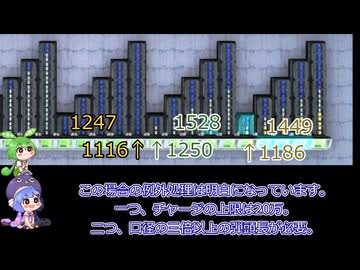 1247 1528 1449
1116↑ ↑1250 ↑1186
この場合の例外処理は明白になっています。
一つ、チャージの上限は20万。
二つ、口径の三倍以上の弾頭長が必要。